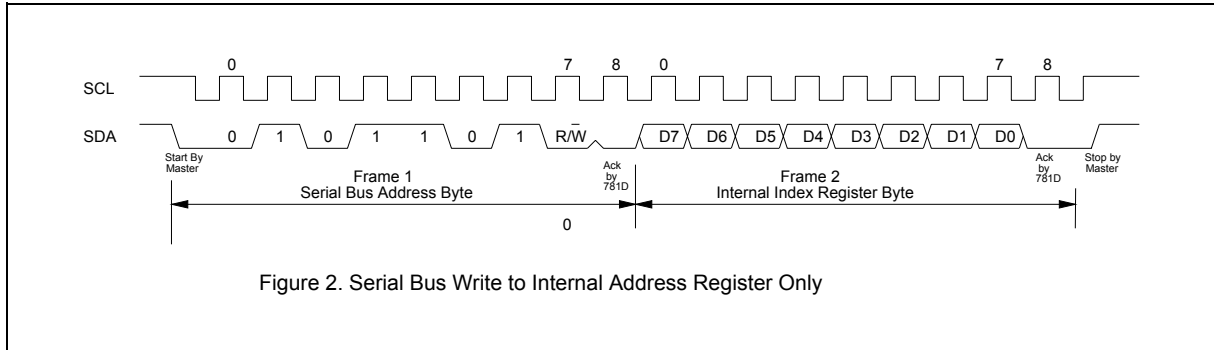 0 7 8 0 7 8
SCL
SDA 0 1 0 1 1 0 1 R/W̅ D7 D6 D5 D4 D3 D2 D1 D0
Start By
Master
Ack
by
781D
Ack
by
781D
Stop by
Master
Frame 1
Serial Bus Address Byte
Frame 2
Internal Index Register Byte
0
Figure 2. Serial Bus Write to Internal Address Register Only